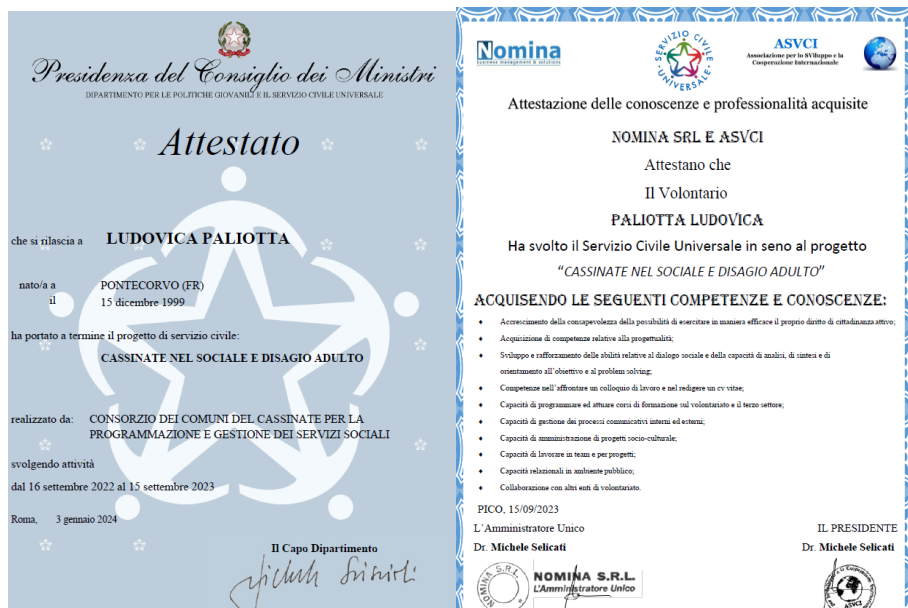 Presidenza del Consiglio dei Ministri
DIPARTIMENTO PER LE POLITICHE GIOVANILI E IL SERVIZIO CIVILE UNIVERSALE
Attestato
che si rilascia a LUDOVICA PALIOTTA
nato/a a PONTECORVO (FR)
il 15 dicembre 1999
ha portato a termine il progetto di servizio civile:
CASSINATE NEL SOCIALE E DISAGIO ADULTO
realizzato da: CONSORZIO DEI COMUNI DEL CASSINATE PER LA
PROGRAMMAZIONE E GESTIONE DEI SERVIZI SOCIALI
svolgendo attività
dal 16 settembre 2022 al 15 settembre 2023
Roma, 3 gennaio 2024
Il Capo Dipartimento
Nomina
business management & solutions
SERVIZIO CIVILE
UNIVERSALE
ASVCI
Associazione per lo SVIluppo e la
Cooperazione Internazionale
Attestazione delle conoscenze e professionalità acquisite
NOMINA SRL E ASVCI
Attestano che
Il Volontario
PALIOTTA LUDOVICA
Ha svolto il Servizio Civile Universale in seno al progetto
“CASSINATE NEL SOCIALE E DISAGIO ADULTO”
ACQUISENDO LE SEGUENTI COMPETENZE E CONOSCENZE:
♦ Accrescimento della consapevolezza della possibilità di esercitare in maniera efficace il proprio diritto di cittadinanza attivo;
♦ Acquisizione di competenze relative alla progettualità;
♦ Sviluppo e rafforzamento delle abilità relative al dialogo sociale e della capacità di analisi, di sintesi e di
orientamento all’obiettivo e al problem solving;
♦ Competenze nell’affrontare un colloquio di lavoro e nel redigere un cv vitae;
♦ Capacità di programmare ed attuare corsi di formazione sul volontariato e il terzo settore;
♦ Capacità di gestione dei processi comunicativi interni ed esterni;
♦ Capacità di amministrazione di progetti socio-culturale;
♦ Capacità di lavorare in team e per progetti;
♦ Capacità relazionali in ambiente pubblico;
♦ Collaborazione con altri enti di volontariato.
PICO, 15/09/2023
L’Amministratore Unico IL PRESIDENTE
Dr. Michele Selicati Dr. Michele Selicati
NOMINA S.R.L.
NOMINA S.R.L.
L'Amministratore Unico
ASVCI